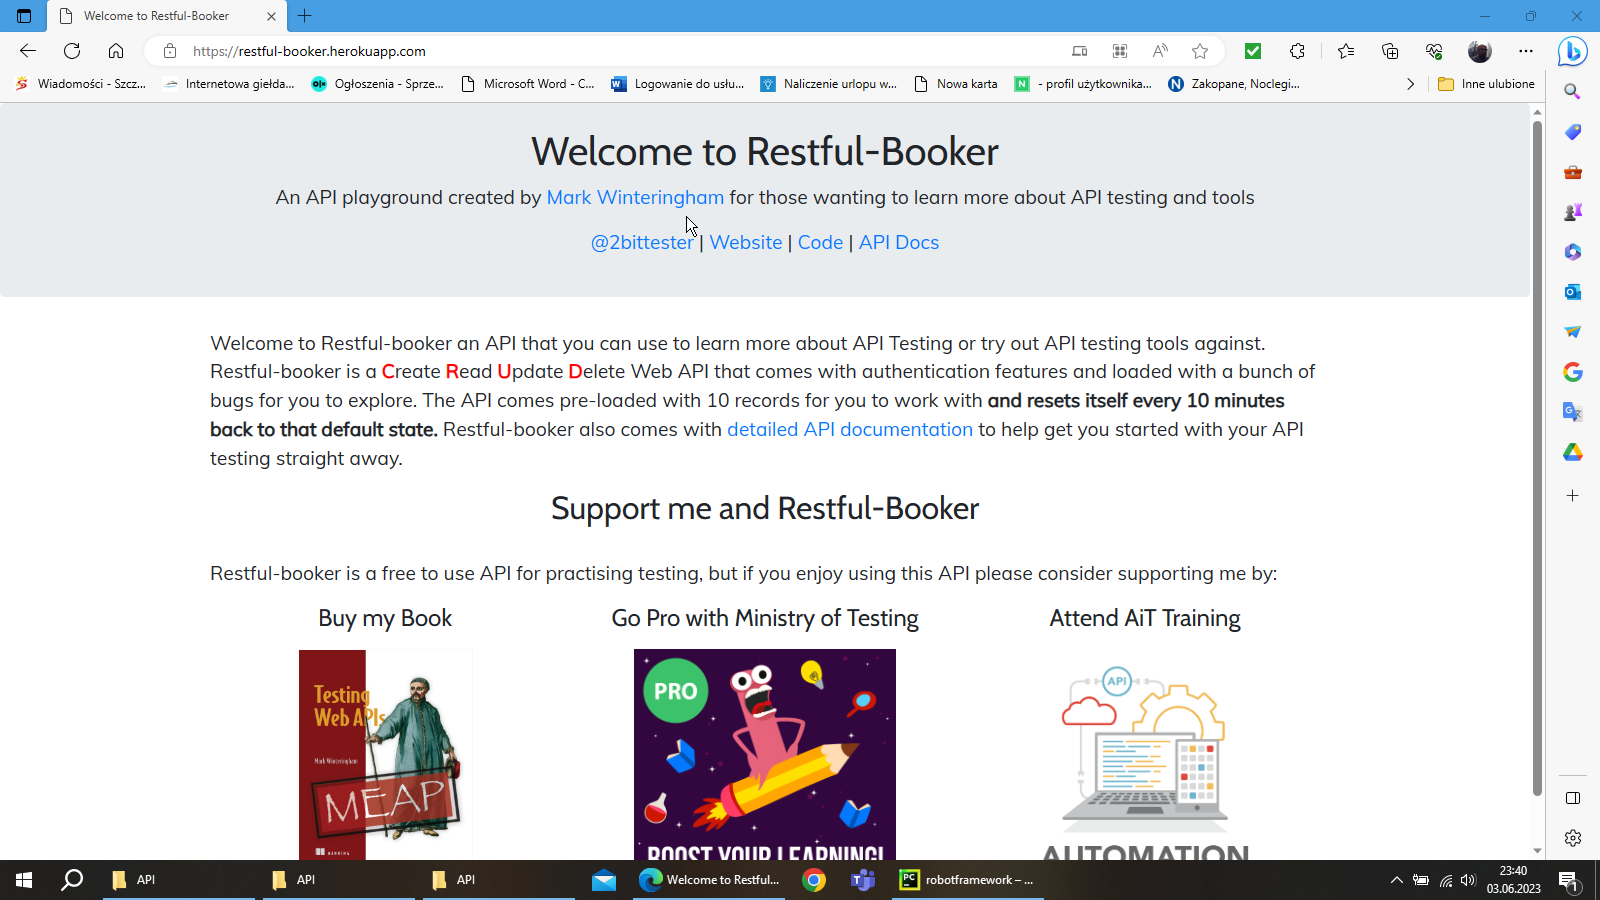 Welcome to Restful-Booker
https://restful-booker.herokuapp.com
Wiadomości - Szcz...
Internetowa giełda...
Ogłoszenia - Sprze...
Microsoft Word - C...
Logowanie do usłu...
Naliczenie urlopu w...
Nowa karta
- profil użytkownika...
Zakopane, Noclegi...
Inne ulubione
Welcome to Restful-Booker
An API playground created by Mark Winteringham for those wanting to learn more about API testing and tools
@2bittester | Website | Code | API Docs
Welcome to Restful-booker an API that you can use to learn more about API Testing or try out API testing tools against.
Restful-booker is a Create Read Update Delete Web API that comes with authentication features and loaded with a bunch of
bugs for you to explore. The API comes pre-loaded with 10 records for you to work with and resets itself every 10 minutes
back to that default state. Restful-booker also comes with detailed API documentation to help get you started with your API
testing straight away.
Support me and Restful-Booker
Restful-booker is a free to use API for practising testing, but if you enjoy using this API please consider supporting me by:
Buy my Book
Go Pro with Ministry of Testing
Attend AiT Training
Testing
Web APIs
Mark Winteringham
MEAP
MANNING
PRO
BOOST YOUR LEARNING!
API
AUTOMATION
API
API
API
Welcome to Restful...
robotframework – ...
23:40
03.06.2023
1